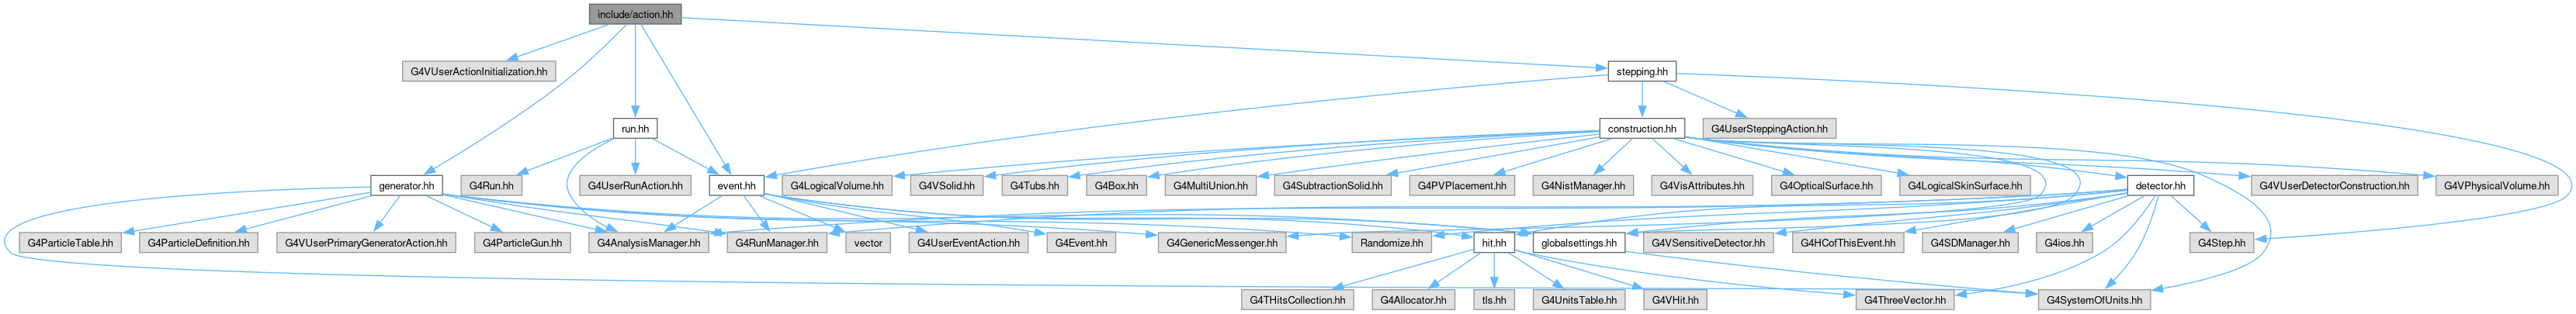 include/action.hh
G4VUserActionInitialization.hh
stepping.hh
run.hh
construction.hh
G4UserSteppingAction.hh
generator.hh
G4Run.hh
G4UserRunAction.hh
event.hh
G4LogicalVolume.hh
G4VSolid.hh
G4Tubs.hh
G4Box.hh
G4MultiUnion.hh
G4SubtractionSolid.hh
G4PVPlacement.hh
G4NistManager.hh
G4VisAttributes.hh
G4OpticalSurface.hh
G4LogicalSkinSurface.hh
detector.hh
G4VUserDetectorConstruction.hh
G4VPhysicalVolume.hh
G4ParticleTable.hh
G4ParticleDefinition.hh
G4VUserPrimaryGeneratorAction.hh
G4ParticleGun.hh
G4AnalysisManager.hh
G4RunManager.hh
vector
G4UserEventAction.hh
G4Event.hh
G4GenericMessenger.hh
Randomize.hh
hit.hh
globalsettings.hh
G4VSensitiveDetector.hh
G4HCofThisEvent.hh
G4SDManager.hh
G4ios.hh
G4Step.hh
G4THitsCollection.hh
G4Allocator.hh
tls.hh
G4UnitsTable.hh
G4VHit.hh
G4ThreeVector.hh
G4SystemOfUnits.hh